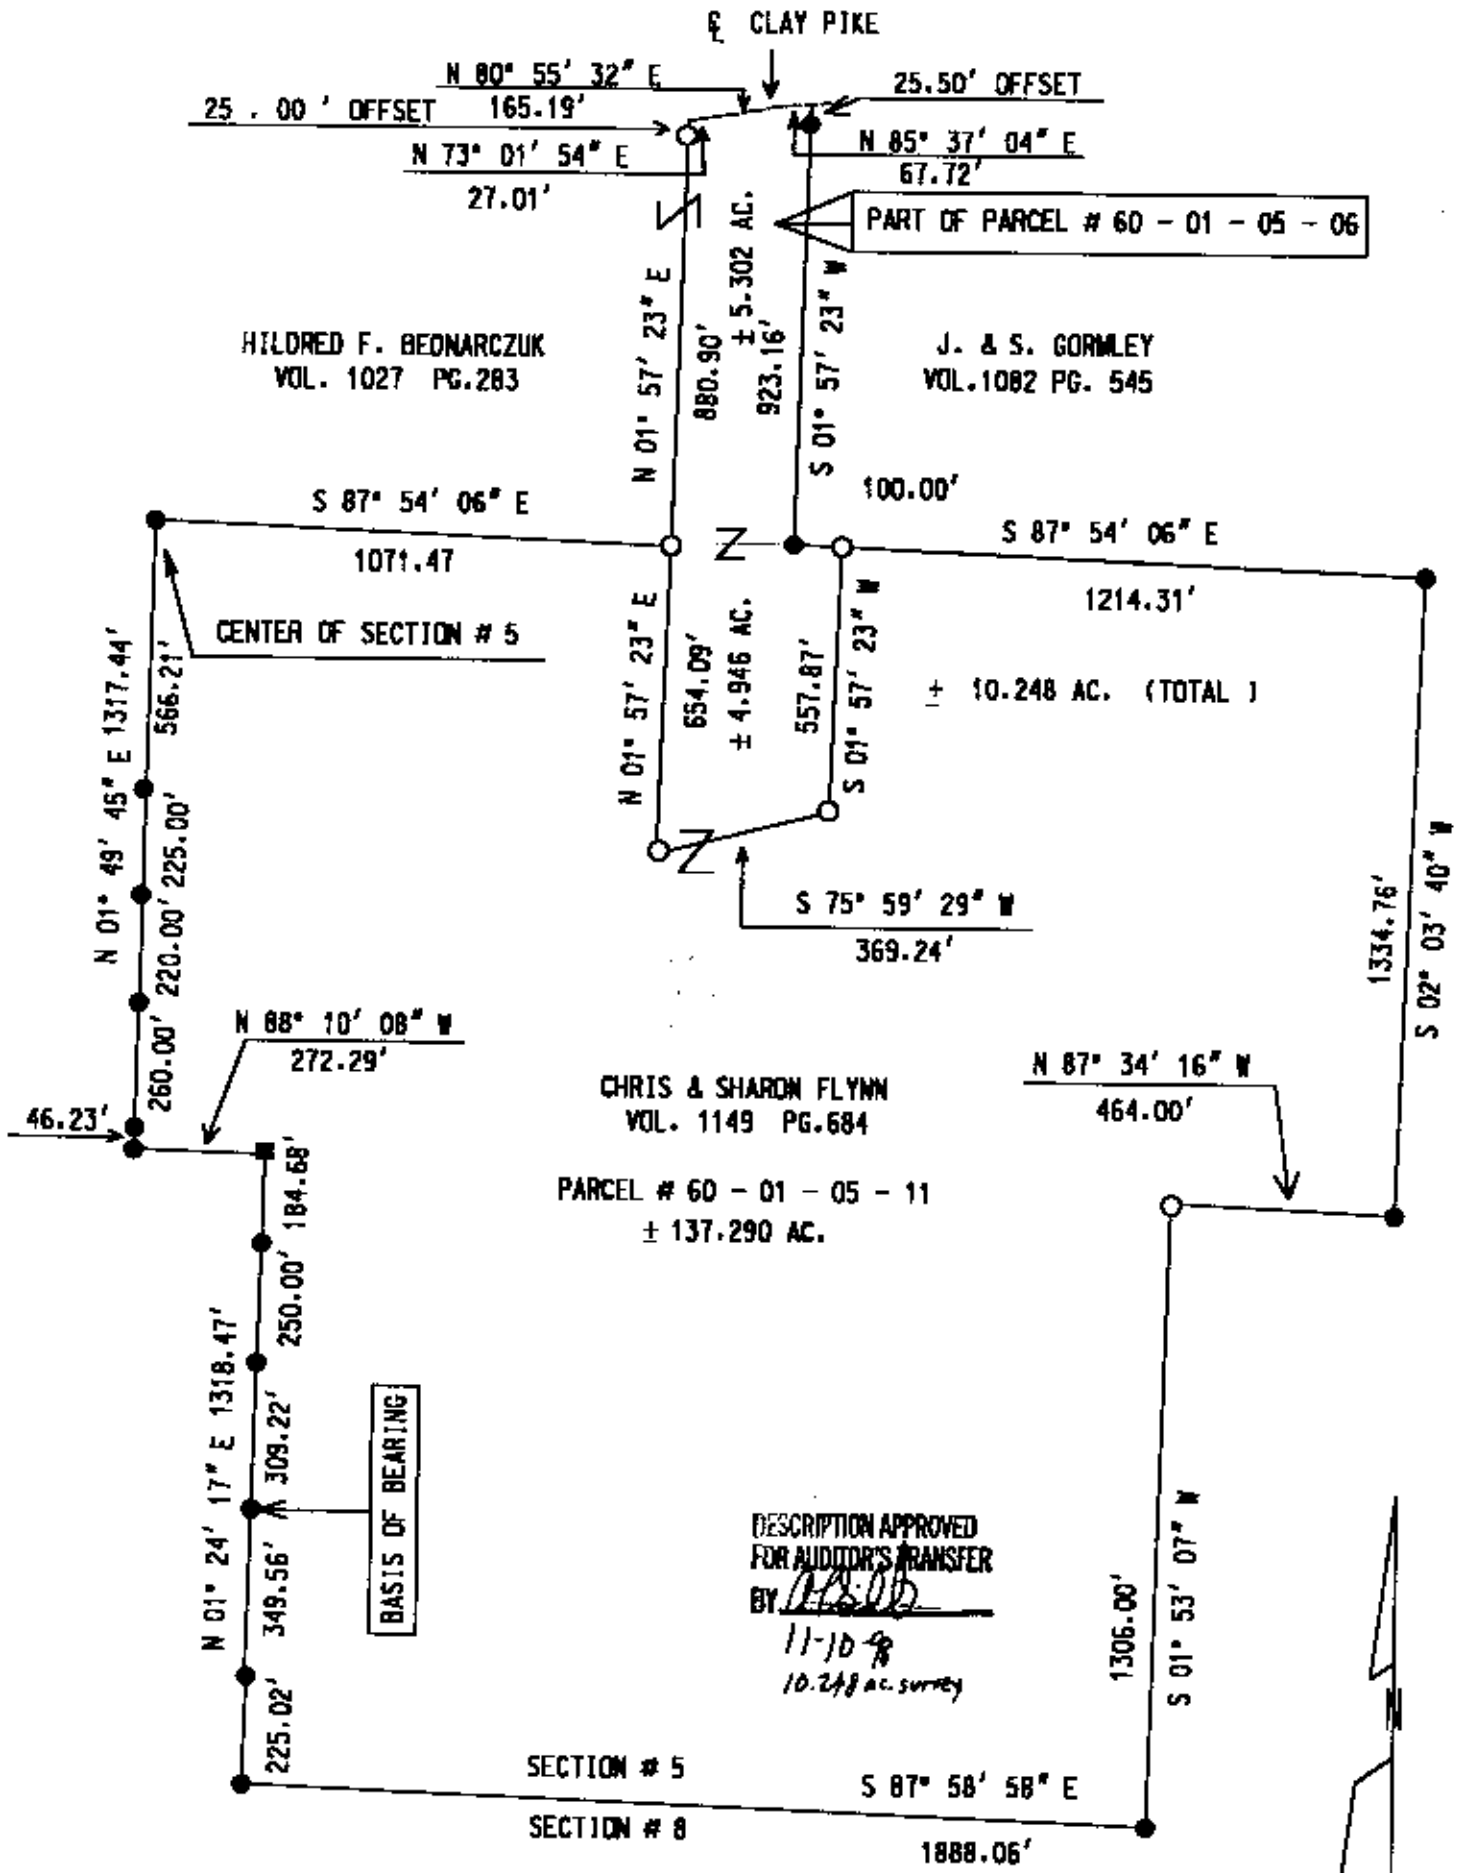 ℄ CLAY PIKE
N 80° 55' 32" E
165.19'
25.50' OFFSET
25 . 00 ' OFFSET
N 73° 01' 54" E
27.01'
N 85° 37' 04" E
67.72'
PART OF PARCEL # 60 - 01 - 05 - 06
N 01° 57' 23" E
880.90'
± 5.302 AC.
923.16'
S 01° 57' 23" W
HILDRED F. BEDNARCZUK
VOL. 1027 PG.283
J. & S. GORMLEY
VOL.1082 PG. 545
S 87° 54' 06" E
1071.47
100.00'
S 87° 54' 06" E
1214.31'
CENTER OF SECTION # 5
N 01° 49' 45" E 1317.44'
566.21'
225.00'
220.00'
260.00'
46.23'
N 01° 57' 23" E
654.09'
± 4.946 AC.
557.87'
S 01° 57' 23" W
± 10.248 AC. (TOTAL )
S 75° 59' 29" W
369.24'
1334.76'
S 02° 03' 40" W
N 88° 10' 08" W
272.29'
CHRIS & SHARON FLYNN
VOL. 1149 PG.684
PARCEL # 60 - 01 - 05 - 11
± 137.290 AC.
N 87° 34' 16" W
464.00'
184.68'
250.00'
N 01° 24' 17" E 1318.47'
309.22'
349.56'
225.02'
BASIS OF BEARING
DESCRIPTION APPROVED
FOR AUDITOR'S TRANSFER
BY
11-10-98
10.248 ac. survey
1306.00'
S 01° 53' 07" W
N
SECTION # 5
S 87° 58' 58" E
SECTION # 8
1888.06'